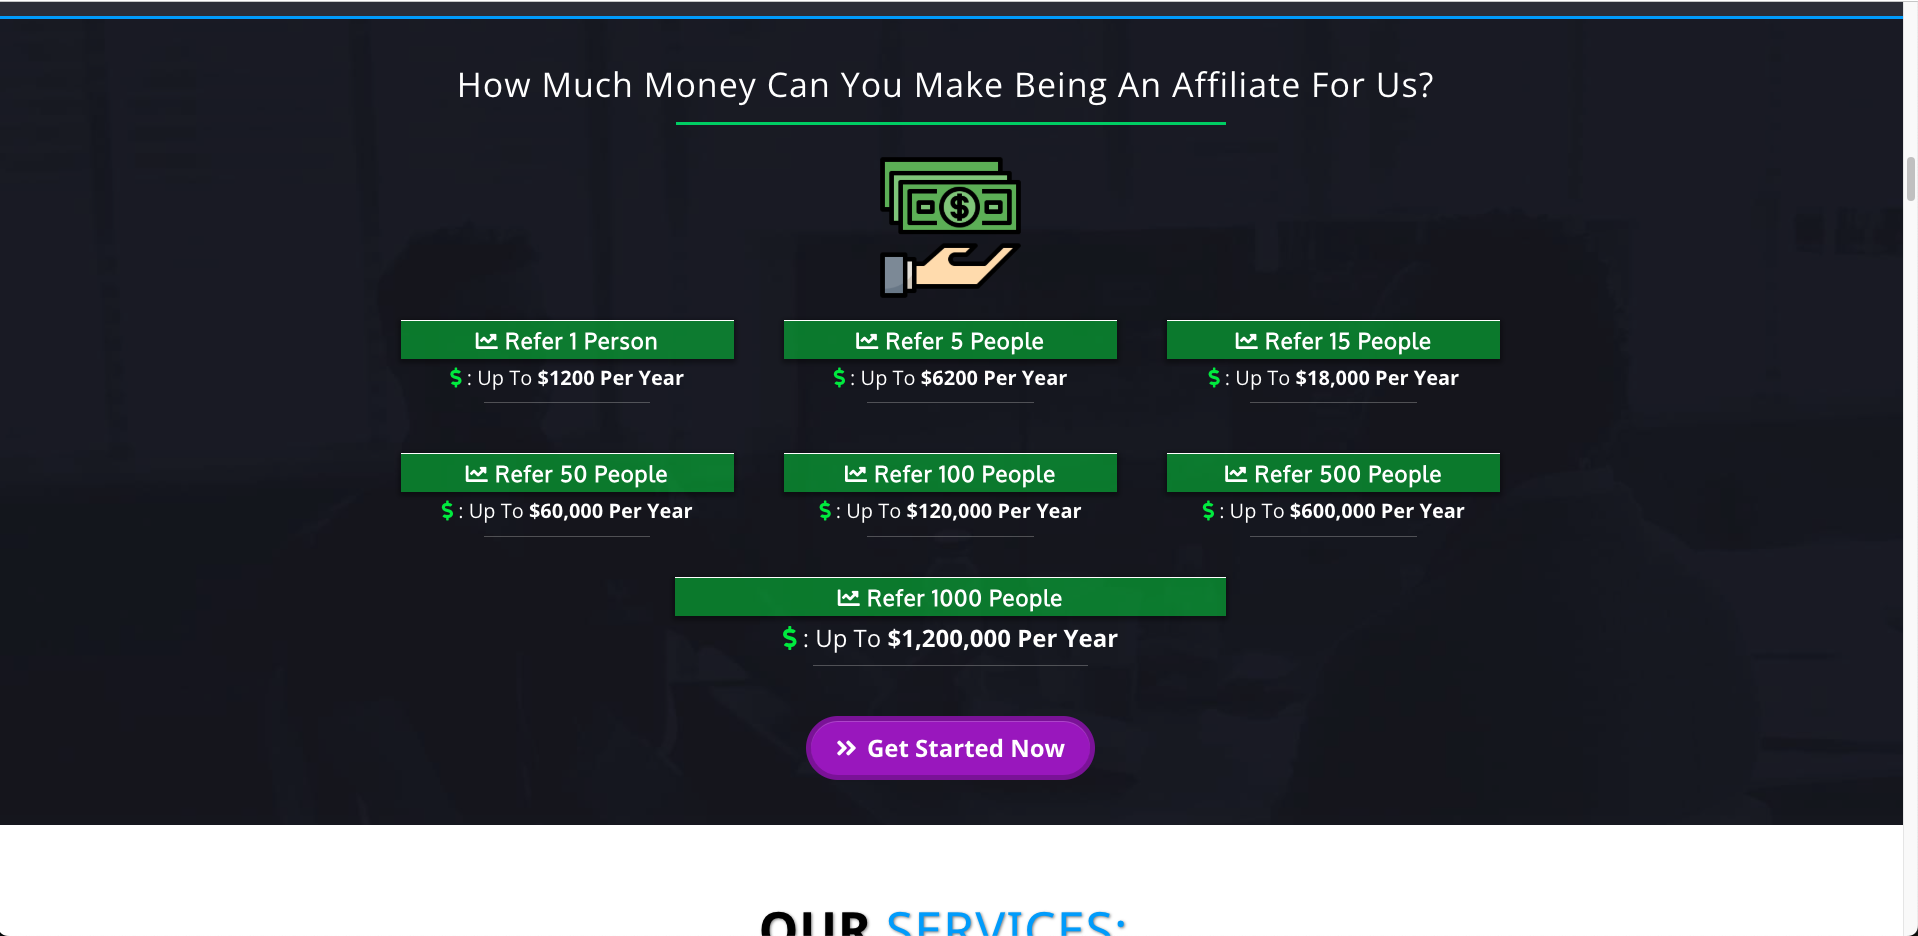 How Much Money Can You Make Being An Affiliate For Us?
Refer 1 Person
$ : Up To $1200 Per Year
Refer 5 People
$ : Up To $6200 Per Year
Refer 15 People
$ : Up To $18,000 Per Year
Refer 50 People
$ : Up To $60,000 Per Year
Refer 100 People
$ : Up To $120,000 Per Year
Refer 500 People
$ : Up To $600,000 Per Year
Refer 1000 People
$ : Up To $1,200,000 Per Year
Get Started Now
OUR SERVICES: